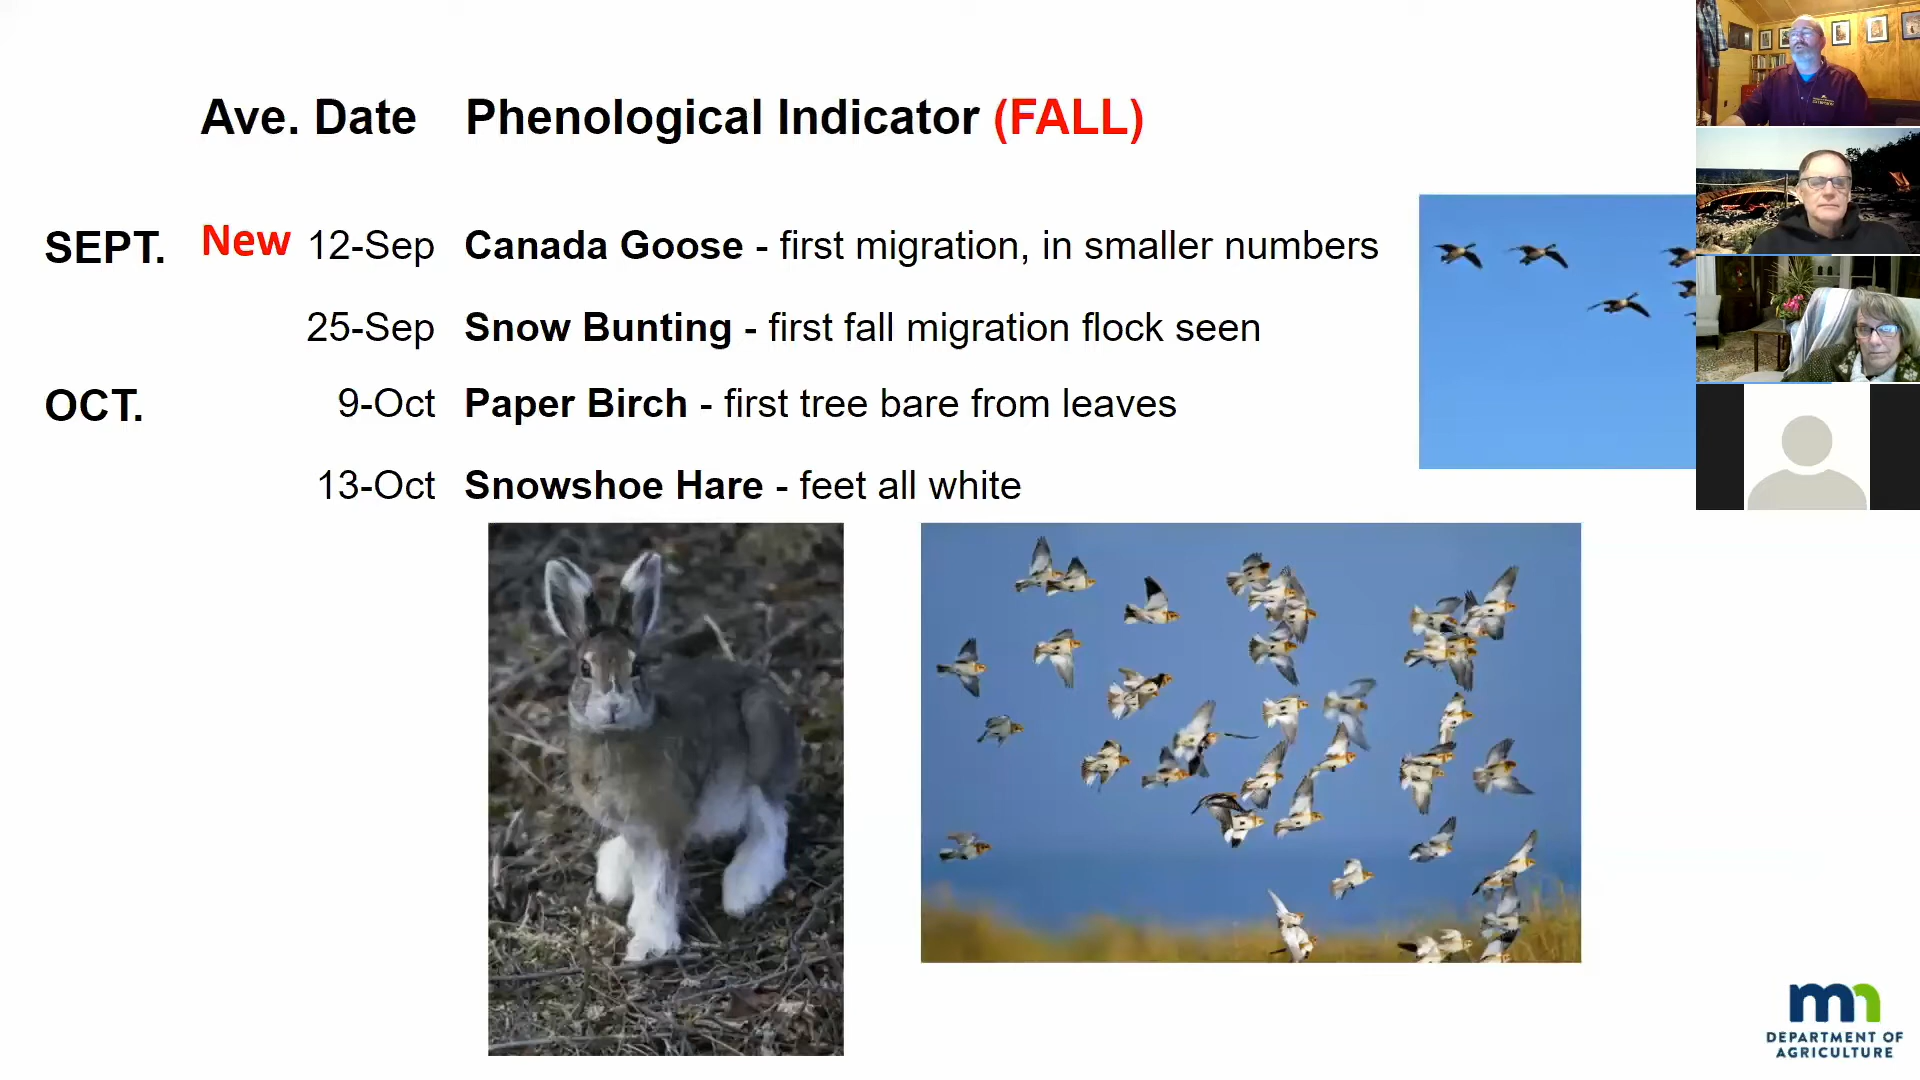 Ave. Date Phenological Indicator (FALL)
SEPT. New 12-Sep Canada Goose - first migration, in smaller numbers
25-Sep Snow Bunting - first fall migration flock seen
OCT. 9-Oct Paper Birch - first tree bare from leaves
13-Oct Snowshoe Hare - feet all white
mn
DEPARTMENT OF
AGRICULTURE